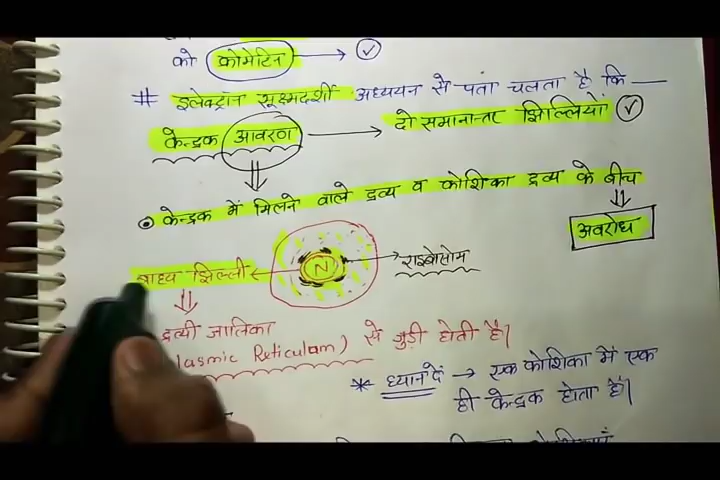 को क्रोमेटिन
# इलेक्ट्रान सूक्ष्मदर्शी अध्ययन से पता चलता है कि —
केन्द्रक आवरण → दो समानान्तर झिल्लियों
केन्द्रक में मिलने वाले द्रव्य व कोशिका द्रव्य के बीच
अवरोध
बाह्य झिल्ली
N
राइबोसोम
द्रव्यी जालिका
lasmic Reticulam) से जुड़ी होती है।
* ध्यान दें → एक कोशिका में एक
ही केन्द्रक होता है।